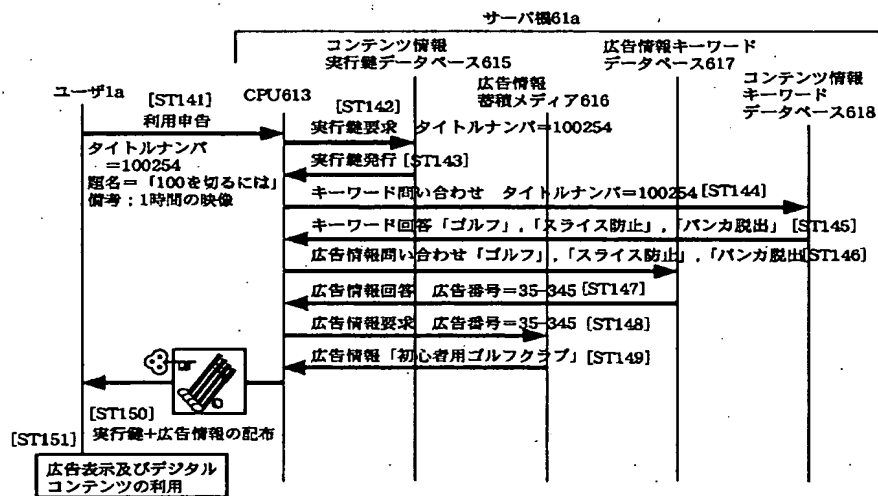 サーバ機61a
コンテンツ情報
実行鍵データベース615
広告情報キーワード
データベース617
ユーザ1a
CPU613
広告情報
蓄積メディア616
コンテンツ情報
キーワード
データベース618
[ST141]
利用申告
[ST142]
実行鍵要求 タイトルナンバ=100254
タイトルナンバ
=100254
題名=「100を切るには」
備考:1時間の映像
実行鍵発行 [ST143]
キーワード問い合わせ タイトルナンバ=100254 [ST144]
キーワード回答「ゴルフ」,「スライス防止」,「バンカ脱出」 [ST145]
広告情報問い合わせ「ゴルフ」,「スライス防止」,「バンカ脱出[ST146]
広告情報回答 広告番号=35-345 [ST147]
広告情報要求 広告番号=35-345 [ST148]
広告情報「初心者用ゴルフクラブ」 [ST149]
[ST150]
実行鍵+広告情報の配布
[ST151]
広告表示及びデジタル
コンテンツの利用